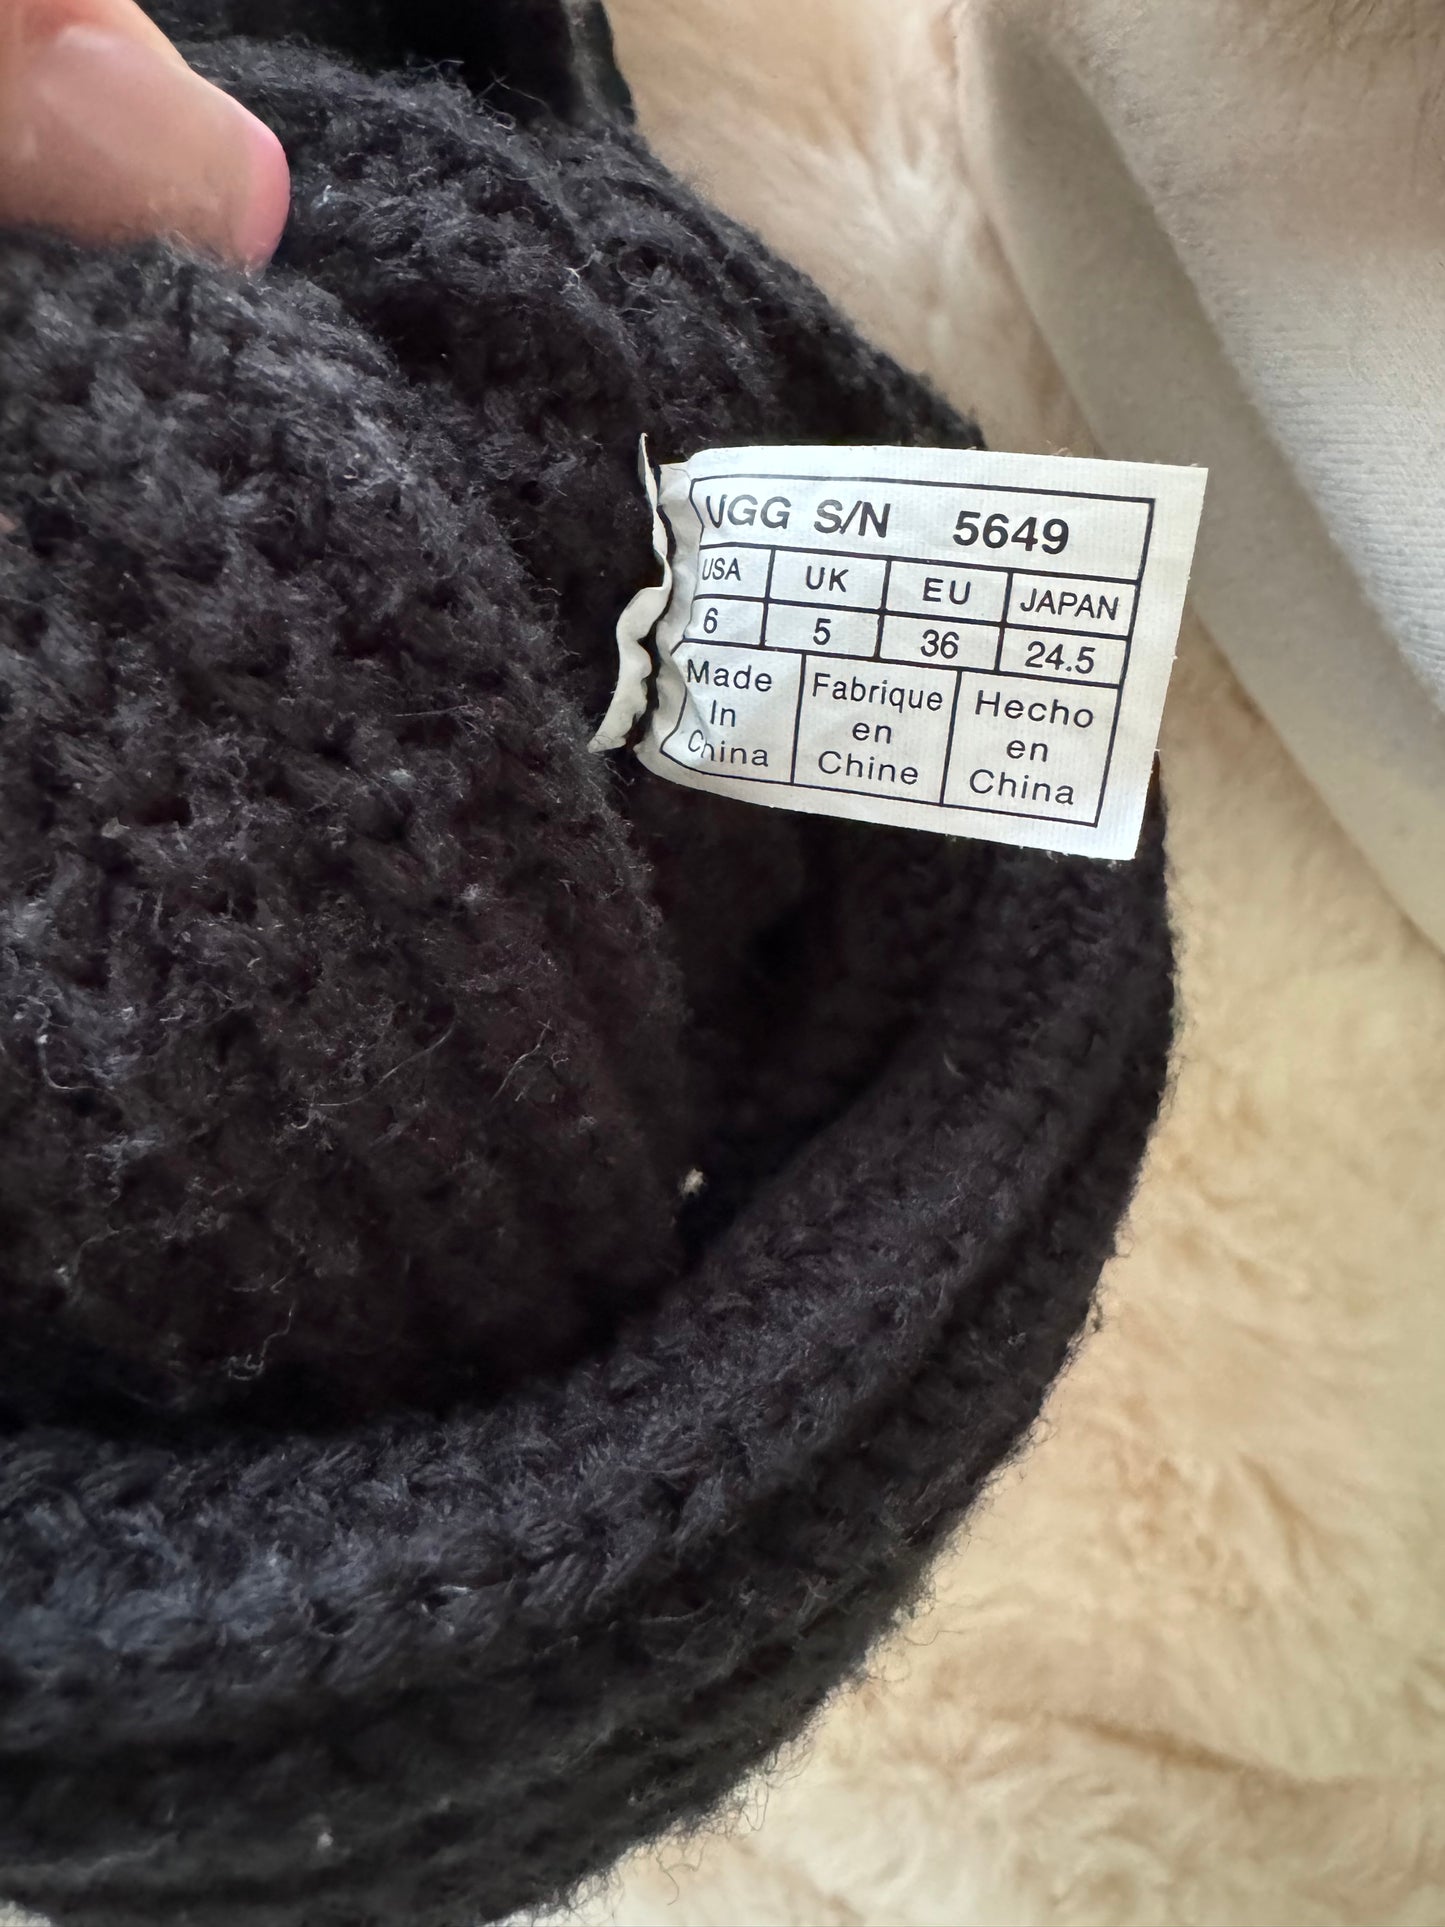 UGG S/N 5649
USA UK EU JAPAN
6 5 36 24.5
Made
In
China
Fabrique
en
Chine
Hecho
en
China